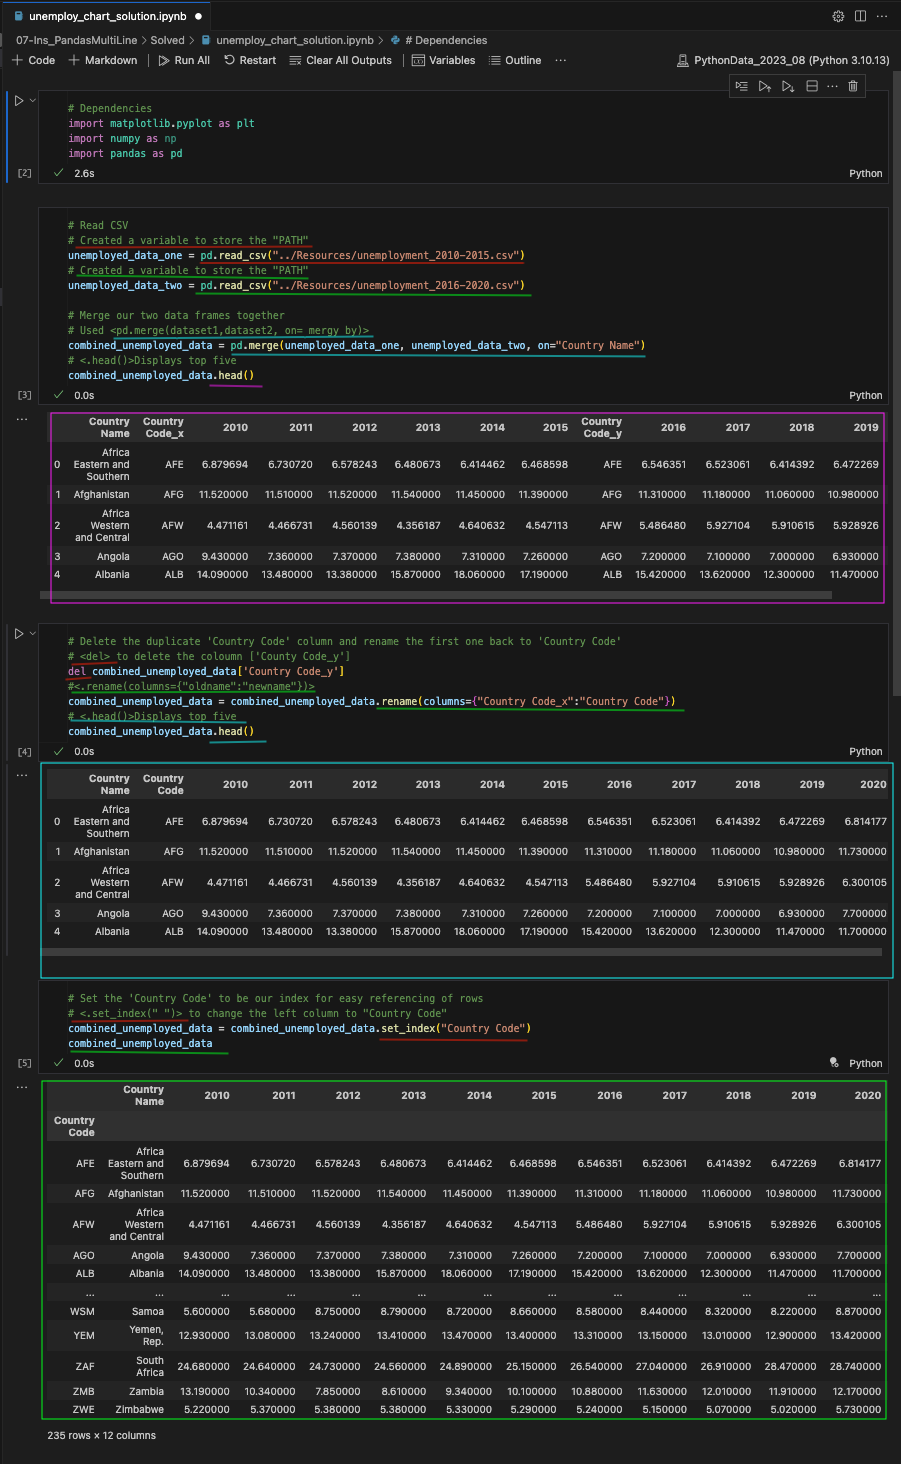 unemploy_chart_solution.ipynb ●
07-Ins_PandasMultiLine > Solved > unemploy_chart_solution.ipynb > # Dependencies
+ Code + Markdown | Run All Restart Clear All Outputs | Variables Outline ··· PythonData_2023_08 (Python 3.10.13)
# Dependencies
import matplotlib.pyplot as plt
import numpy as np
import pandas as pd
[2] ✓ 2.6s Python
# Read CSV
# Created a variable to store the "PATH"
unemployed_data_one = pd.read_csv("../Resources/unemployment_2010-2015.csv")
# Created a variable to store the "PATH"
unemployed_data_two = pd.read_csv("../Resources/unemployment_2016-2020.csv")
# Merge our two data frames together
# Used <pd.merge(dataset1,dataset2, on= mergy by)>
combined_unemployed_data = pd.merge(unemployed_data_one, unemployed_data_two, on="Country Name")
# <.head()>Displays top five
combined_unemployed_data.head()
[3] ✓ 0.0s Python
Country Name Country Code_x 2010 2011 2012 2013 2014 2015 Country Code_y 2016 2017 2018 2019
0 Africa Eastern and Southern AFE 6.879694 6.730720 6.578243 6.480673 6.414462 6.468598 AFE 6.546351 6.523061 6.414392 6.472269
1 Afghanistan AFG 11.520000 11.510000 11.520000 11.540000 11.450000 11.390000 AFG 11.310000 11.180000 11.060000 10.980000
2 Africa Western and Central AFW 4.471161 4.466731 4.560139 4.356187 4.640632 4.547113 AFW 5.486480 5.927104 5.910615 5.928926
3 Angola AGO 9.430000 7.360000 7.370000 7.380000 7.310000 7.260000 AGO 7.200000 7.100000 7.000000 6.930000
4 Albania ALB 14.090000 13.480000 13.380000 15.870000 18.060000 17.190000 ALB 15.420000 13.620000 12.300000 11.470000
# Delete the duplicate 'Country Code' column and rename the first one back to 'Country Code'
# <del> to delete the coloumn ['County Code_y']
del combined_unemployed_data['Country Code_y']
#<.rename(columns={"oldname":"newname"})>
combined_unemployed_data = combined_unemployed_data.rename(columns={"Country Code_x":"Country Code"})
# <.head()>Displays top five
combined_unemployed_data.head()
[4] ✓ 0.0s Python
Country Name Country Code 2010 2011 2012 2013 2014 2015 2016 2017 2018 2019 2020
0 Africa Eastern and Southern AFE 6.879694 6.730720 6.578243 6.480673 6.414462 6.468598 6.546351 6.523061 6.414392 6.472269 6.814177
1 Afghanistan AFG 11.520000 11.510000 11.520000 11.540000 11.450000 11.390000 11.310000 11.180000 11.060000 10.980000 11.730000
2 Africa Western and Central AFW 4.471161 4.466731 4.560139 4.356187 4.640632 4.547113 5.486480 5.927104 5.910615 5.928926 6.300105
3 Angola AGO 9.430000 7.360000 7.370000 7.380000 7.310000 7.260000 7.200000 7.100000 7.000000 6.930000 7.700000
4 Albania ALB 14.090000 13.480000 13.380000 15.870000 18.060000 17.190000 15.420000 13.620000 12.300000 11.470000 11.700000
# Set the 'Country Code' to be our index for easy referencing of rows
# <.set_index(" ")> to change the left column to "Country Code"
combined_unemployed_data = combined_unemployed_data.set_index("Country Code")
combined_unemployed_data
[5] ✓ 0.0s Python
Country Name 2010 2011 2012 2013 2014 2015 2016 2017 2018 2019 2020
Country Code
AFE Africa Eastern and Southern 6.879694 6.730720 6.578243 6.480673 6.414462 6.468598 6.546351 6.523061 6.414392 6.472269 6.814177
AFG Afghanistan 11.520000 11.510000 11.520000 11.540000 11.450000 11.390000 11.310000 11.180000 11.060000 10.980000 11.730000
AFW Africa Western and Central 4.471161 4.466731 4.560139 4.356187 4.640632 4.547113 5.486480 5.927104 5.910615 5.928926 6.300105
AGO Angola 9.430000 7.360000 7.370000 7.380000 7.310000 7.260000 7.200000 7.100000 7.000000 6.930000 7.700000
ALB Albania 14.090000 13.480000 13.380000 15.870000 18.060000 17.190000 15.420000 13.620000 12.300000 11.470000 11.700000
... ... ... ... ... ... ... ... ... ... ... ... ...
WSM Samoa 5.600000 5.680000 8.750000 8.790000 8.720000 8.660000 8.580000 8.440000 8.320000 8.220000 8.870000
YEM Yemen, Rep. 12.930000 13.080000 13.240000 13.410000 13.470000 13.400000 13.310000 13.150000 13.010000 12.900000 13.420000
ZAF South Africa 24.680000 24.640000 24.730000 24.560000 24.890000 25.150000 26.540000 27.040000 26.910000 28.470000 28.740000
ZMB Zambia 13.190000 10.340000 7.850000 8.610000 9.340000 10.100000 10.880000 11.630000 12.010000 11.910000 12.170000
ZWE Zimbabwe 5.220000 5.370000 5.380000 5.380000 5.330000 5.290000 5.240000 5.150000 5.070000 5.020000 5.730000
235 rows × 12 columns